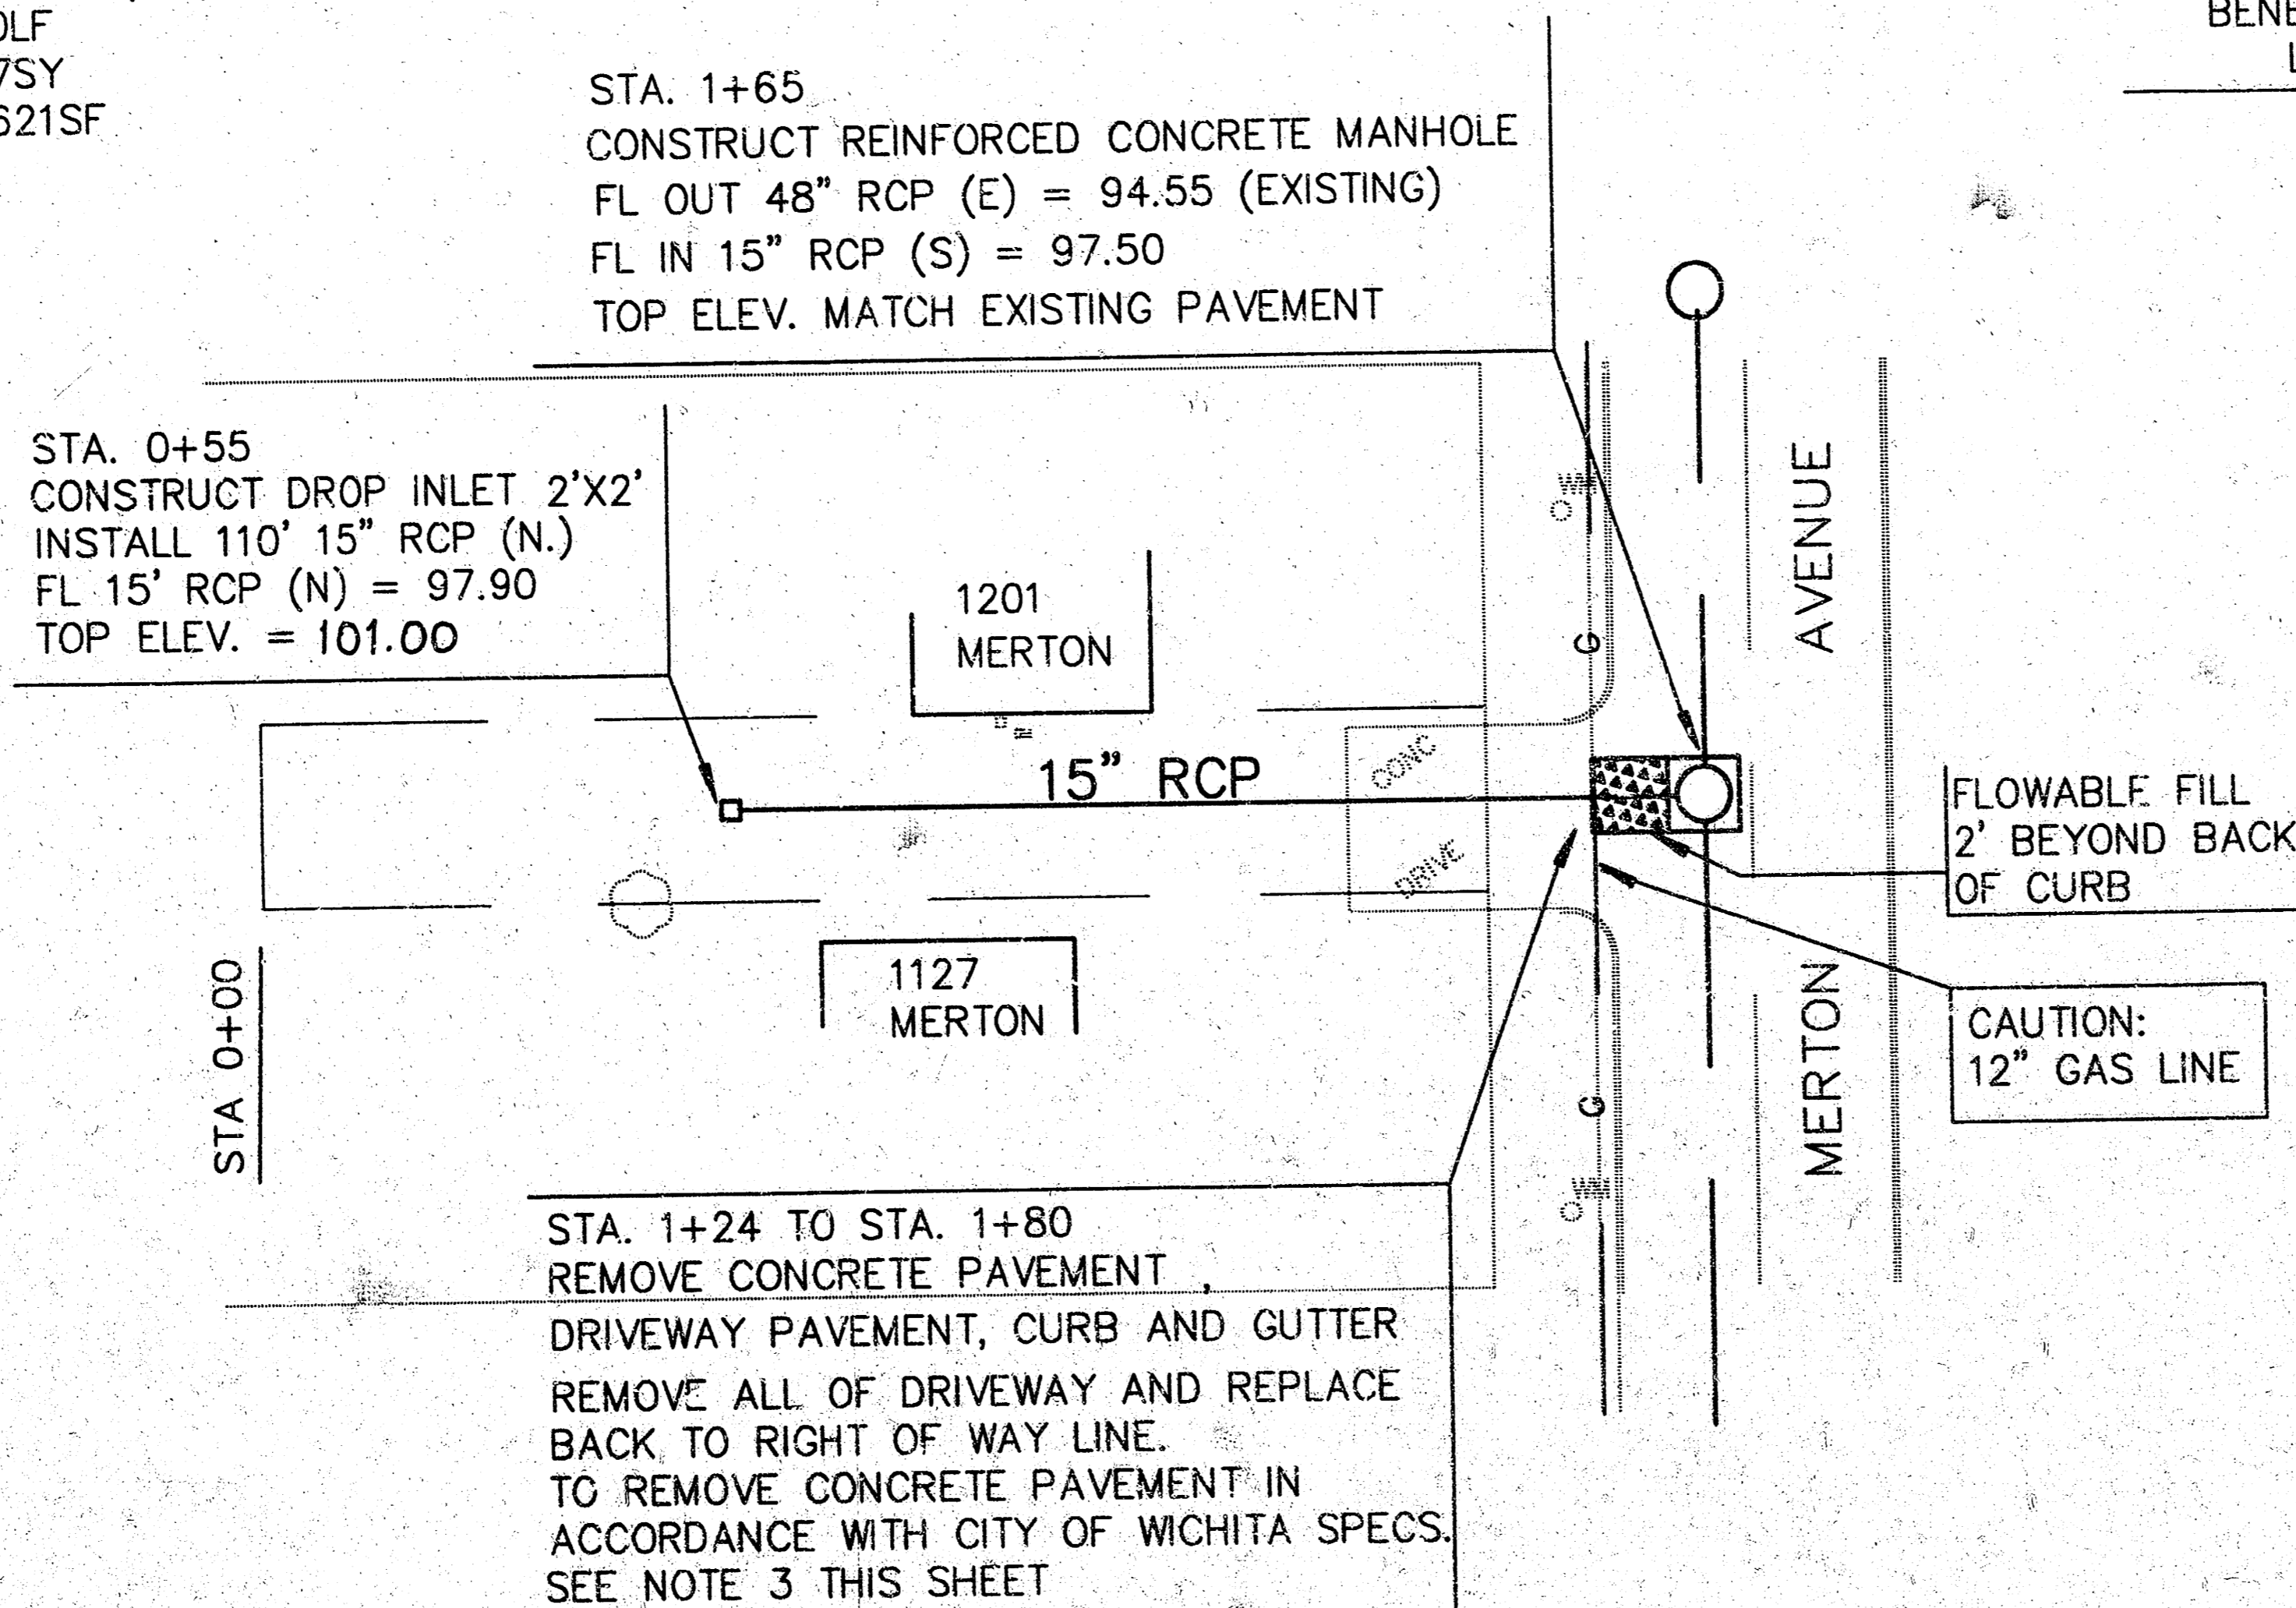 621SF
STA. 1+65
CONSTRUCT REINFORCED CONCRETE MANHOLE
FL OUT 48" RCP (E) = 94.55 (EXISTING)
FL IN 15" RCP (S) = 97.50
TOP ELEV. MATCH EXISTING PAVEMENT
STA. 0+55
CONSTRUCT DROP INLET 2'X2'
INSTALL 110' 15" RCP (N.)
FL 15' RCP (N) = 97.90
TOP ELEV. = 101.00
1201
MERTON
WM
G
AVENUE
15" RCP
CONC
DRIVE
FLOWABLE FILL
2' BEYOND BACK
OF CURB
1127
MERTON
STA 0+00
MERTON
CAUTION:
12" GAS LINE
G
WM
STA. 1+24 TO STA. 1+80
REMOVE CONCRETE PAVEMENT ,
DRIVEWAY PAVEMENT, CURB AND GUTTER
REMOVE ALL OF DRIVEWAY AND REPLACE
BACK TO RIGHT OF WAY LINE.
TO REMOVE CONCRETE PAVEMENT IN
ACCORDANCE WITH CITY OF WICHITA SPECS.
SEE NOTE 3 THIS SHEET